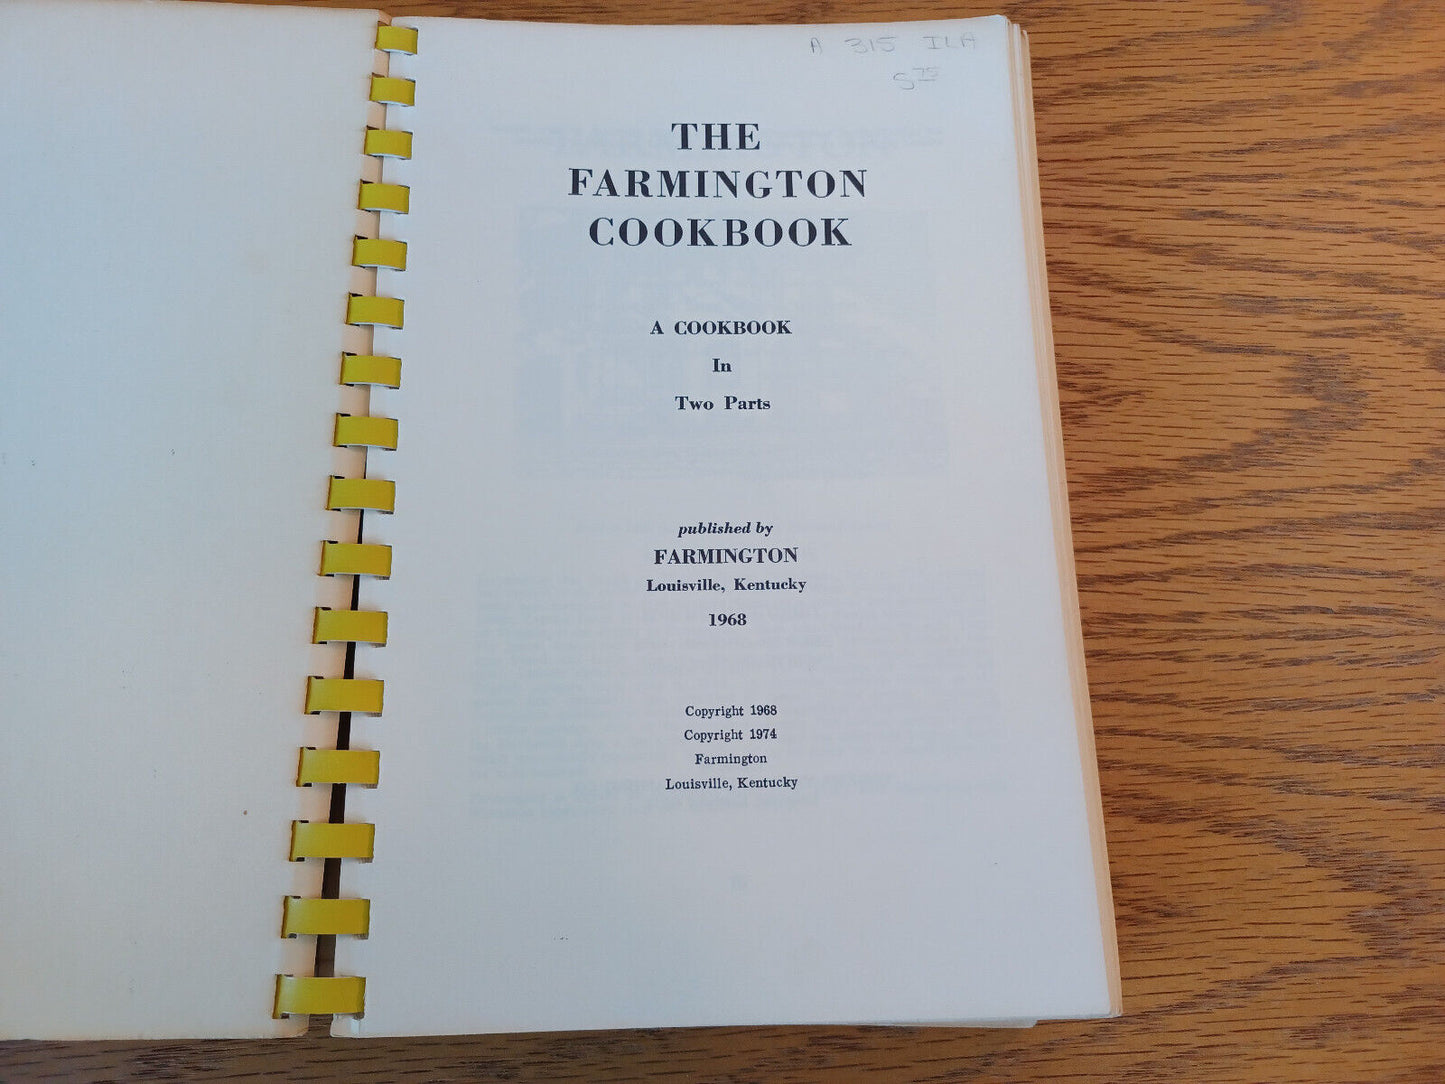 A 315 ILA
S75
THE
FARMINGTON
COOKBOOK
A COOKBOOK
In
Two Parts
published by
FARMINGTON
Louisville, Kentucky
1968
Copyright 1968
Copyright 1974
Farmington
Louisville, Kentucky